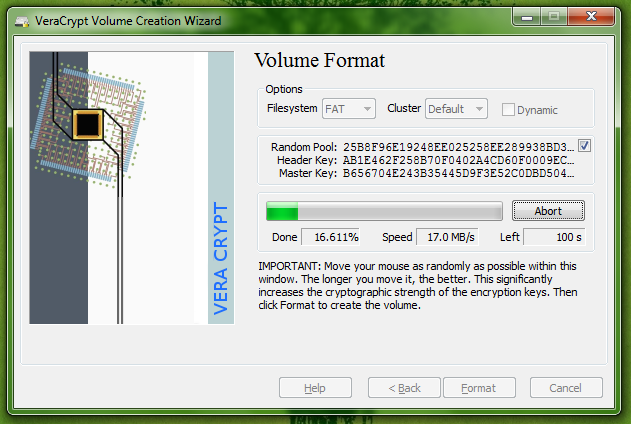 VeraCrypt Volume Creation Wizard
VERA CRYPT
Volume Format
Options
Filesystem FAT Cluster Default Dynamic
Random Pool: 25B8F96E19248EE025258EE289938BD3...
Header Key: AB1E462F258B70F0402A4CD60F0009EC...
Master Key: B656704E243B35445D9F3E52C0DBD504...
Abort
Done 16.611% Speed 17.0 MB/s Left 100 s
IMPORTANT: Move your mouse as randomly as possible within this
window. The longer you move it, the better. This significantly
increases the cryptographic strength of the encryption keys. Then
click Format to create the volume.
Help < Back Format Cancel